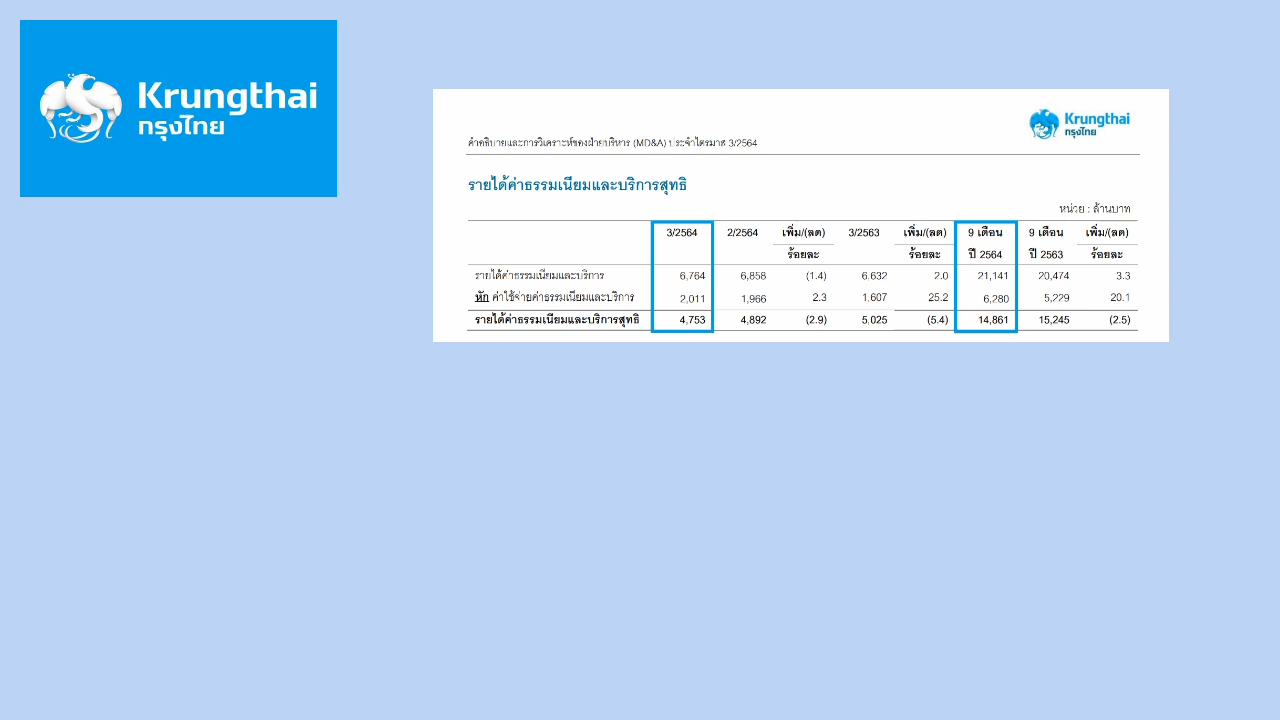 Krungthai
กรุงไทย
Krungthai
กรุงไทย
คำอธิบายและการวิเคราะห์ของฝ่ายบริหาร (MD&A) ประจำไตรมาส 3/2564
รายได้ค่าธรรมเนียมและบริการสุทธิ
หน่วย : ล้านบาท
3/2564 2/2564 เพิ่ม/(ลด) 3/2563 เพิ่ม/(ลด) 9 เดือน 9 เดือน เพิ่ม/(ลด)
ร้อยละ ร้อยละ ปี 2564 ปี 2563 ร้อยละ
รายได้ค่าธรรมเนียมและบริการ 6,764 6,858 (1.4) 6,632 2.0 21,141 20,474 3.3
หัก ค่าใช้จ่ายค่าธรรมเนียมและบริการ 2,011 1,966 2.3 1,607 25.2 6,280 5,229 20.1
รายได้ค่าธรรมเนียมและบริการสุทธิ 4,753 4,892 (2.9) 5,025 (5.4) 14,861 15,245 (2.5)